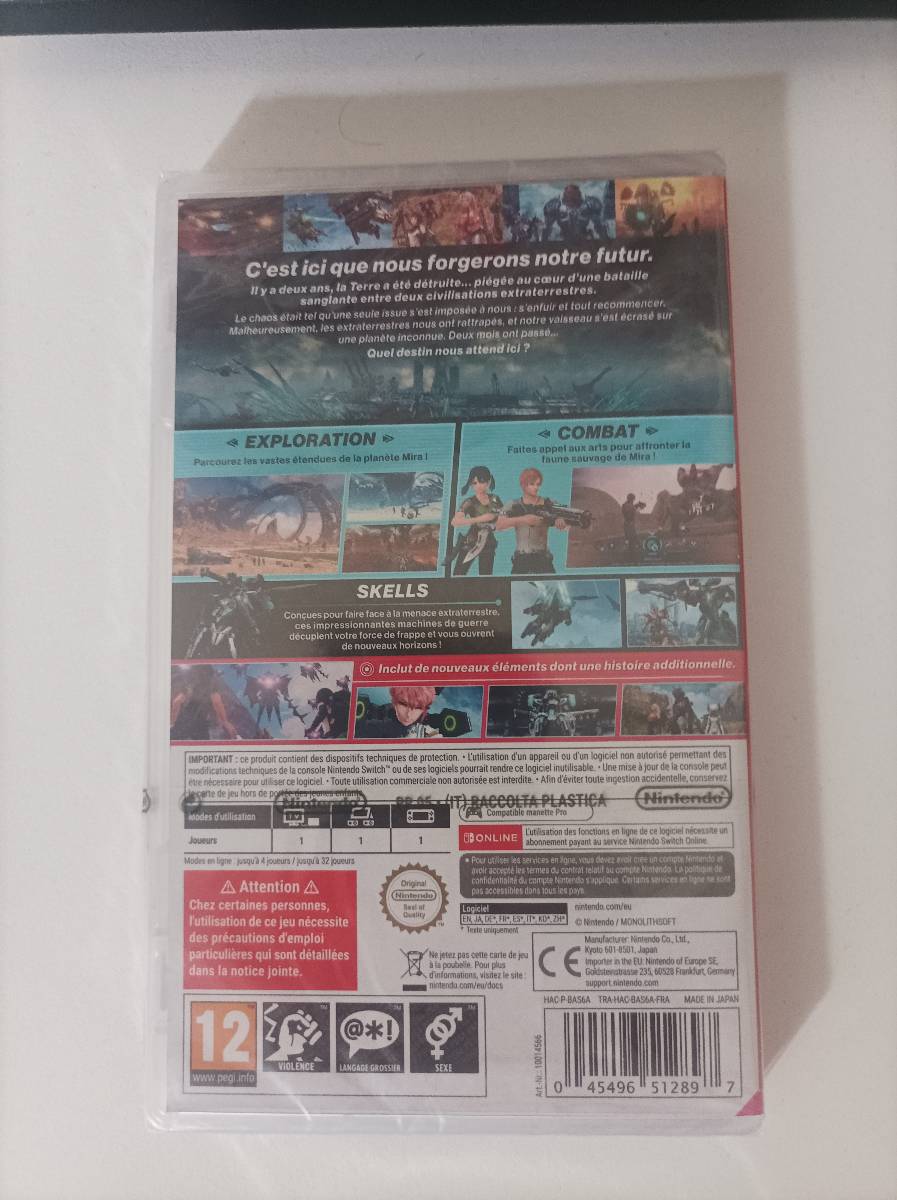 C'est ici que nous forgerons notre futur.
Il y a deux ans, la Terre a été détruite... piégée au cœur d'une bataille
sanglante entre deux civilisations extraterrestres.
Le chaos était tel qu'une seule issue s'est imposée à nous : s'enfuir et tout recommencer.
Malheureusement, les extraterrestres nous ont rattrapés, et notre vaisseau s'est écrasé sur
une planète inconnue. Deux mois ont passé...
Quel destin nous attend ici ?
EXPLORATION
Parcourez les vastes étendues de la planète Mira !
COMBAT
Faites appel aux arts pour affronter la
faune sauvage de Mira !
SKELLS
Conçues pour faire face à la menace extraterrestre,
ces impressionnantes machines de guerre
décuplent votre force de frappe et vous ouvrent
de nouveaux horizons !
Inclut de nouveaux éléments dont une histoire additionnelle.
IMPORTANT : ce produit contient des dispositifs techniques de protection. • L'utilisation d'un appareil ou d'un logiciel non autorisé permettant des
modifications techniques de la console Nintendo Switch™ ou de ses logiciels pourrait rendre ce logiciel inutilisable. • Une mise à jour de la console peut
être nécessaire pour utiliser ce logiciel. • Toute utilisation commerciale non autorisée est interdite. • Afin d'éviter toute ingestion accidentelle, conservez
la carte de jeu hors de portée des jeunes enfants.
Nintendo
(IT) RACCOLTA PLASTICA
Nintendo
Modes d'utilisation
TV
Joueurs
1
1
1
Compatible manette Pro
Modes en ligne : jusqu'à 4 joueurs / jusqu'à 32 joueurs
ONLINE
L'utilisation des fonctions en ligne de ce logiciel nécessite un
abonnement payant au service Nintendo Switch Online.
• Pour utiliser les services en ligne, vous devez avoir créé un compte Nintendo et
avoir accepté les termes du contrat relatif au compte Nintendo. La politique de
confidentialité du compte Nintendo s'applique. Certains services en ligne ne sont
pas accessibles dans tous les pays.
Attention
Chez certaines personnes,
l'utilisation de ce jeu nécessite
des précautions d'emploi
particulières qui sont détaillées
dans la notice jointe.
Original
Nintendo
Seal of
Quality
Logiciel
EN, JA, DE*, FR*, ES*, IT*, KO*, ZH*
* Texte uniquement
nintendo.com/eu
© Nintendo / MONOLITHSOFT
Ne jetez pas cette carte de jeu
à la poubelle. Pour plus
d'informations, visitez le site :
nintendo.com/eu/docs
CE
Manufacturer: Nintendo Co., Ltd.,
Kyoto 601-8501, Japan
Importer in the EU: Nintendo of Europe SE,
Goldsteinstrasse 235, 60528 Frankfurt, Germany
support.nintendo.com
HAC-P-BAS6A TRA-HAC-BAS6A-FRA MADE IN JAPAN
12
www.pegi.info
VIOLENCE
@*!
LANGAGE GROSSIER
SEXE
Art.-Nr.: 10014566
0 45496 51289 7